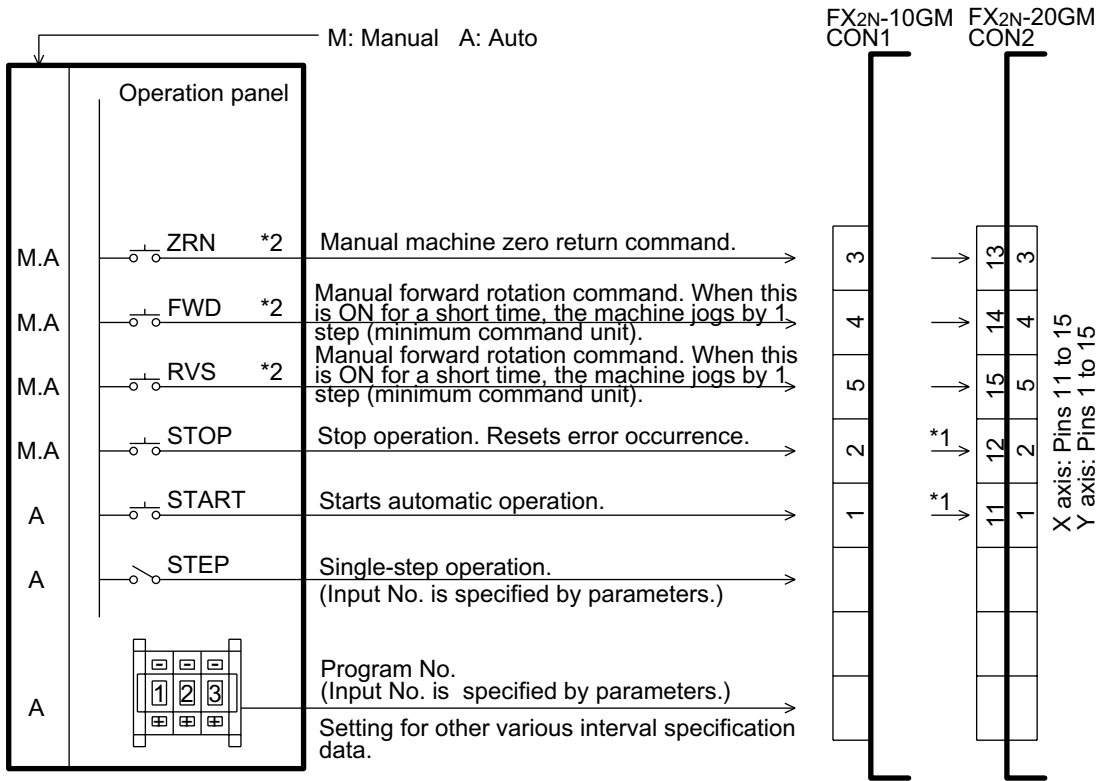 FX2N-10GM FX2N-20GM
CON1 CON2
M: Manual A: Auto
Operation panel
M.A ZRN *2 Manual machine zero return command. 3 13 3
M.A FWD *2 Manual forward rotation command. When this
is ON for a short time, the machine jogs by 1
step (minimum command unit). 4 14 4
M.A RVS *2 Manual forward rotation command. When this
is ON for a short time, the machine jogs by 1
step (minimum command unit). 5 15 5
M.A STOP Stop operation. Resets error occurrence. 2 *1 12 2
A START Starts automatic operation. 1 *1 11 1
X axis: Pins 11 to 15
Y axis: Pins 1 to 15
A STEP Single-step operation.
(Input No. is specified by parameters.)
A 1 2 3 Program No.
(Input No. is specified by parameters.)
Setting for other various interval specification
data.